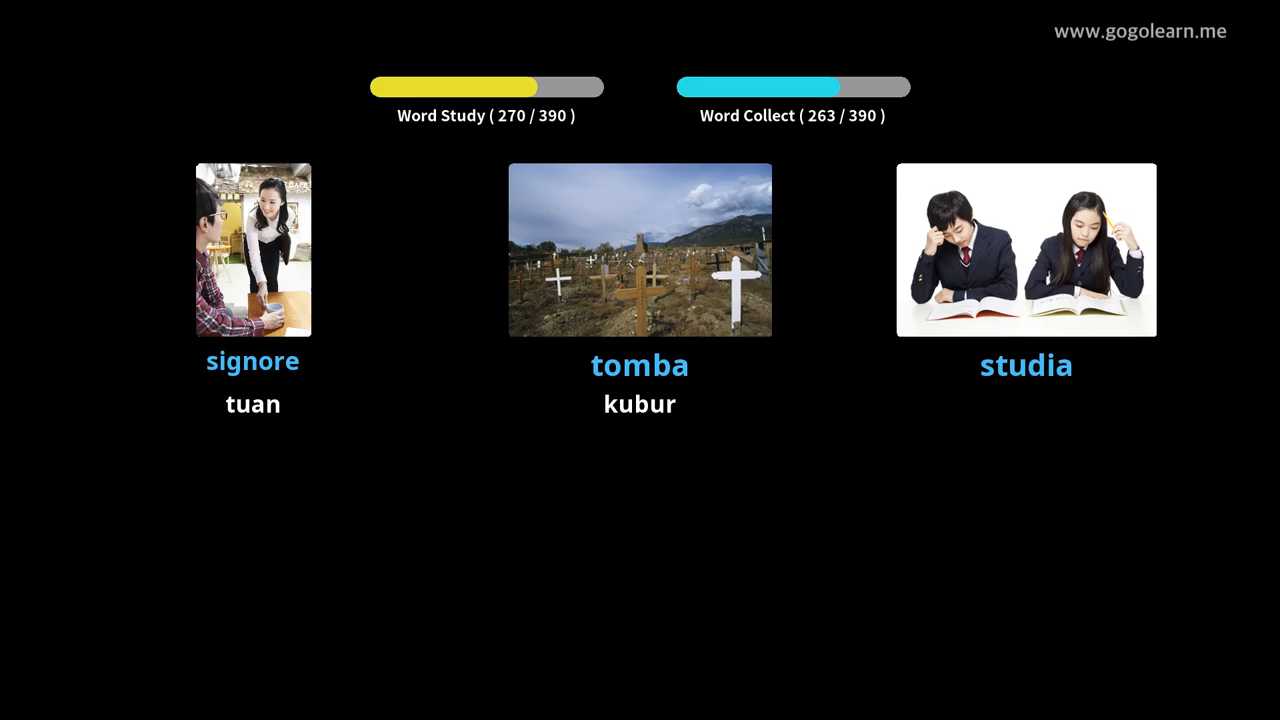 www.gogolearn.me
Word Study ( 270 / 390 )
Word Collect ( 263 / 390 )
signore
tomba
studia
tuan
kubur